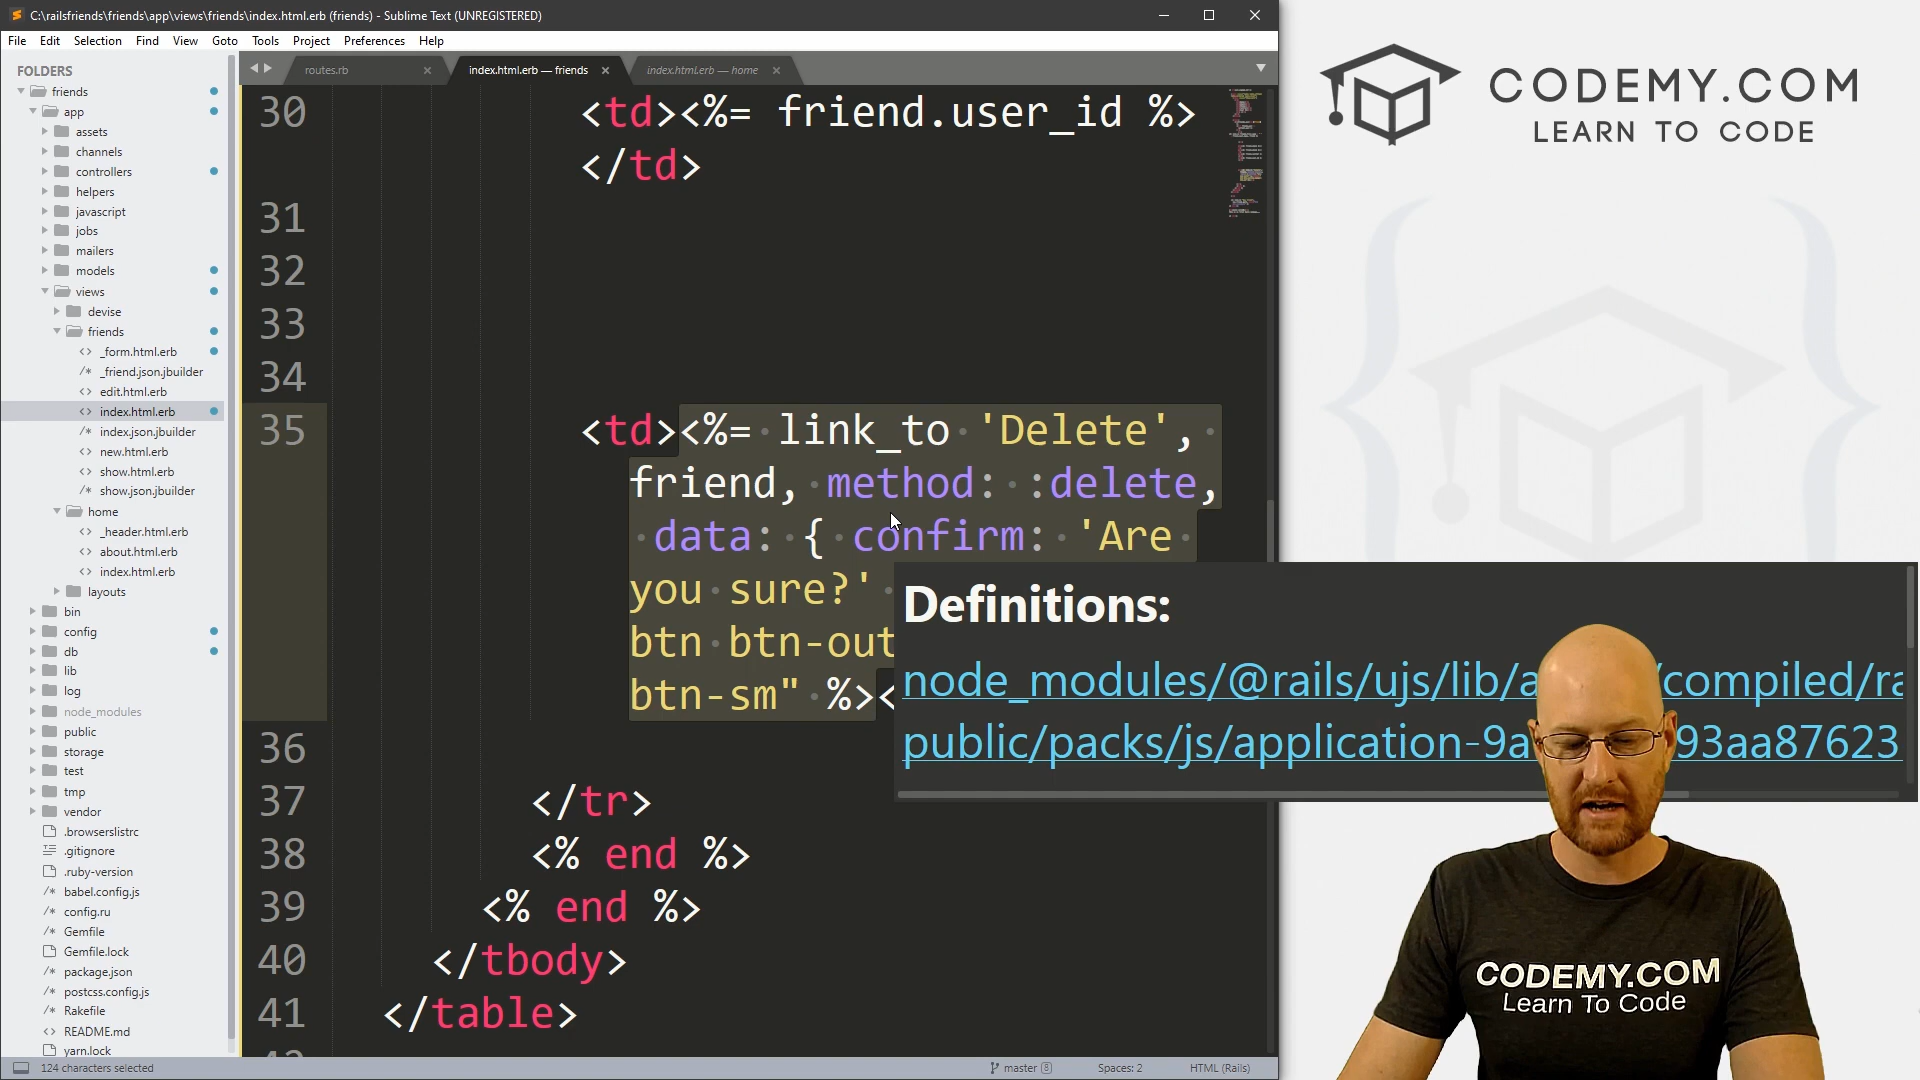 C:\railsfriends\friends\app\views\friends\index.html.erb (friends) - Sublime Text (UNREGISTERED)
File Edit Selection Find View Goto Tools Project Preferences Help
FOLDERS
friends
app
assets
channels
controllers
helpers
javascript
jobs
mailers
models
views
devise
friends
_form.html.erb
_friend.json.jbuilder
edit.html.erb
index.html.erb
index.json.jbuilder
new.html.erb
show.html.erb
show.json.jbuilder
home
_header.html.erb
about.html.erb
index.html.erb
layouts
bin
config
db
lib
log
node_modules
public
storage
test
tmp
vendor
.browserslistrc
.gitignore
.ruby-version
babel.config.js
config.ru
Gemfile
Gemfile.lock
package.json
postcss.config.js
Rakefile
README.md
yarn.lock
routes.rb
index.html.erb — friends
index.html.erb — home
30 <td><%= friend.user_id %>
</td>
31
32
33
34
35 <td><%= link_to 'Delete',
friend, method: :delete,
data: { confirm: 'Are
you sure?'
btn btn-out
btn-sm" %><
36
37 </tr>
38 <% end %>
39 <% end %>
40 </tbody>
41 </table>
Definitions:
node_modules/@rails/ujs/lib/a /compiled/ra
public/packs/js/application-9a 93aa87623
124 characters selected
master 8
Spaces: 2
HTML (Rails)
CODEMY.COM
LEARN TO CODE
CODEMY.COM
Learn To Code